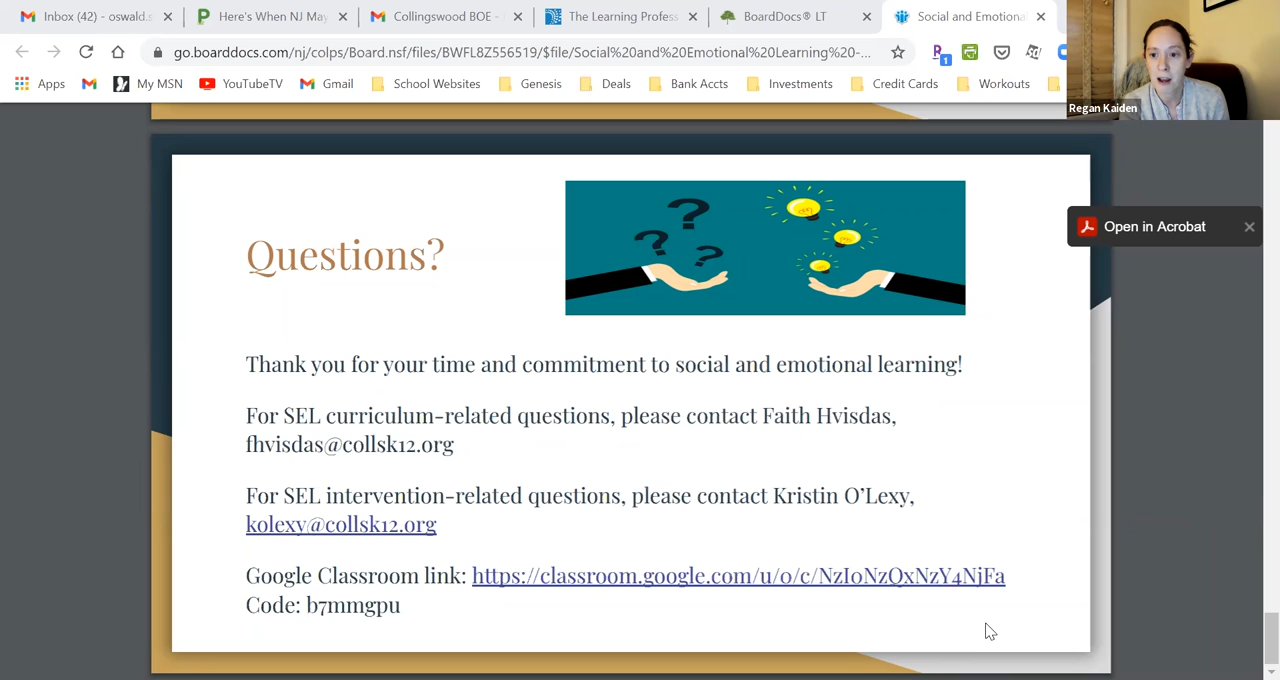 Inbox (42) - oswald.s
Here's When NJ May
Collingswood BOE -
The Learning Profess
BoardDocs® LT
Social and Emotiona
go.boarddocs.com/nj/colps/Board.nsf/files/BWFL8Z556519/$file/Social%20and%20Emotional%20Learning%20-...
1
Apps
My MSN
YouTubeTV
Gmail
School Websites
Genesis
Deals
Bank Accts
Investments
Credit Cards
Workouts
Regan Kaiden
Open in Acrobat
Questions?
? ? ?
Thank you for your time and commitment to social and emotional learning!
For SEL curriculum-related questions, please contact Faith Hvisdas,
fhvisdas@collsk12.org
For SEL intervention-related questions, please contact Kristin O’Lexy,
kolexy@collsk12.org
Google Classroom link: https://classroom.google.com/u/0/c/NzI0NzQxNzY4NjFa
Code: b7mmgpu